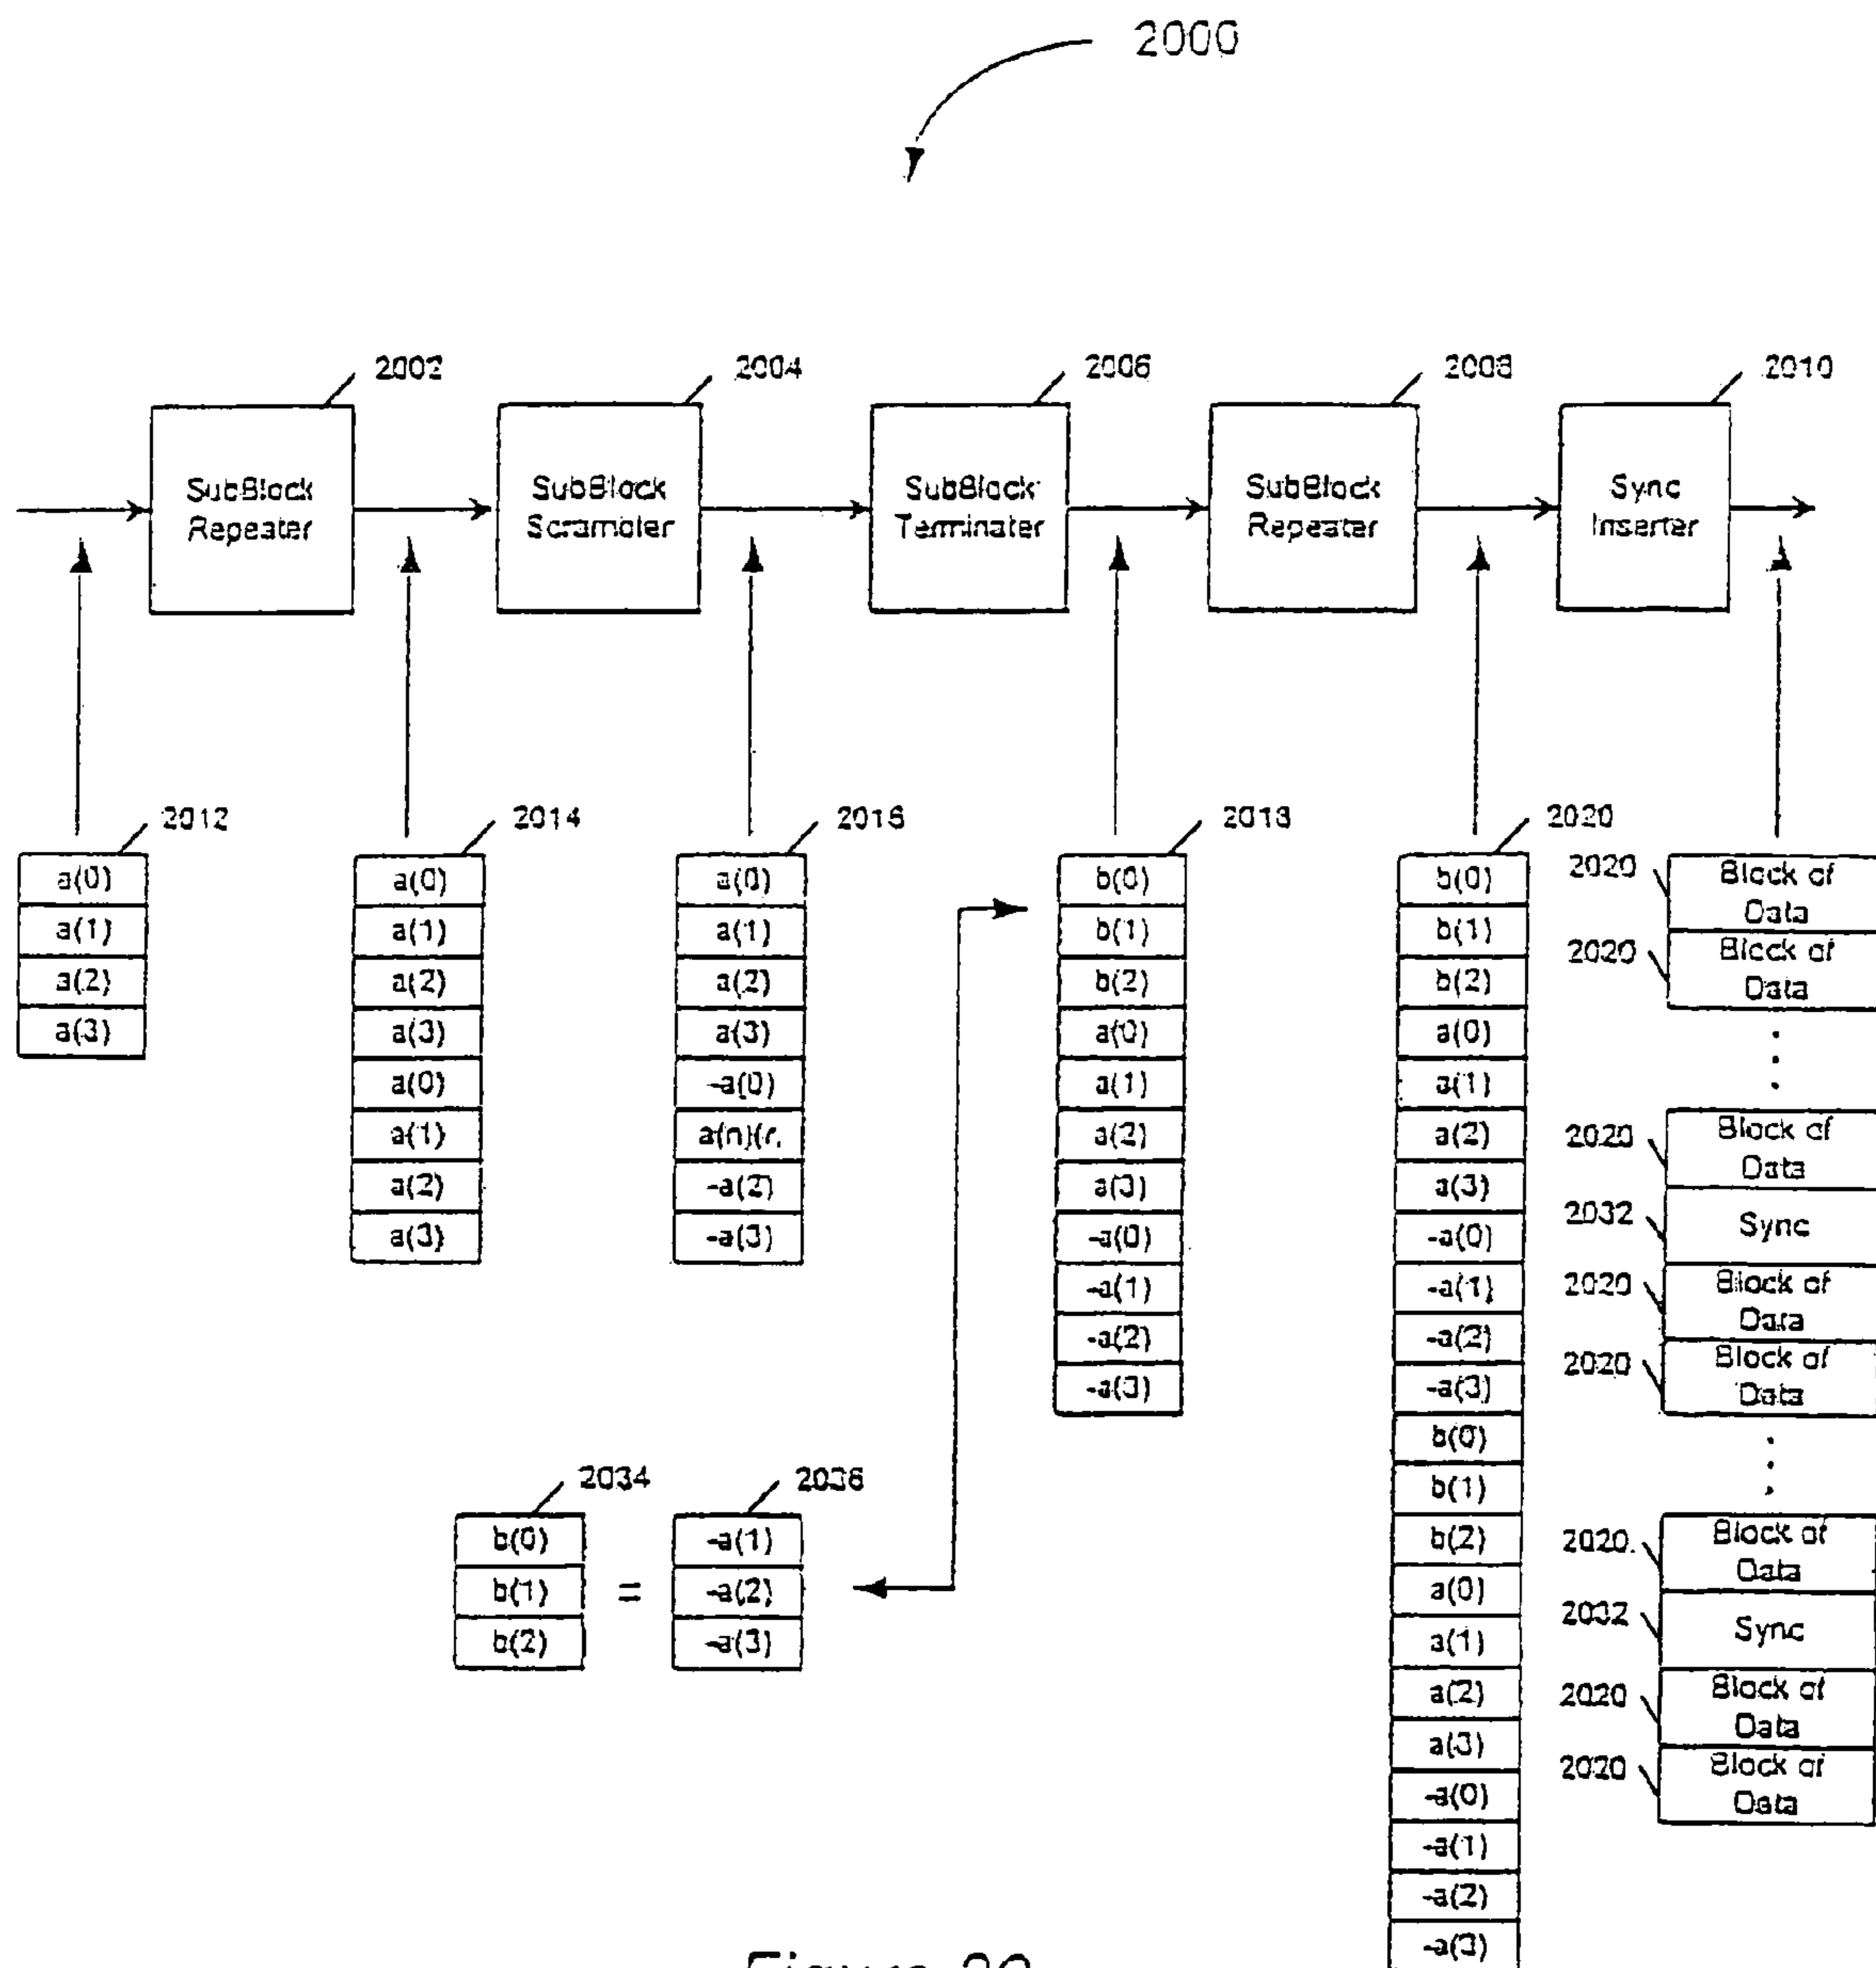 2000
2002
2004
2006
2008
2010
SubBlock
Repeater
SubBlock
Scrambler
SubBlock
Terminater
SubBlock
Repeater
Sync
Inserter
2012
a(0)
a(1)
a(2)
a(3)
2014
a(0)
a(1)
a(2)
a(3)
a(0)
a(1)
a(2)
a(3)
2016
a(0)
a(1)
a(2)
a(3)
-a(0)
a(n)(r.
-a(2)
-a(3)
2018
b(0)
b(1)
b(2)
a(0)
a(1)
a(2)
a(3)
-a(0)
-a(1)
-a(2)
-a(3)
2020
b(0)
b(1)
b(2)
a(0)
a(1)
a(2)
a(3)
-a(0)
-a(1)
-a(2)
-a(3)
b(0)
b(1)
b(2)
a(0)
a(1)
a(2)
a(3)
-a(0)
-a(1)
-a(2)
-a(3)
2020
Block of
Data
2020
Block of
Data
2020
Block of
Data
2032
Sync
2020
Block of
Data
2020
Block of
Data
2020
Block of
Data
2032
Sync
2020
Block of
Data
2020
Block of
Data
2034
b(0)
b(1)
b(2)
=
2036
-a(1)
-a(2)
-a(3)
Figure 20